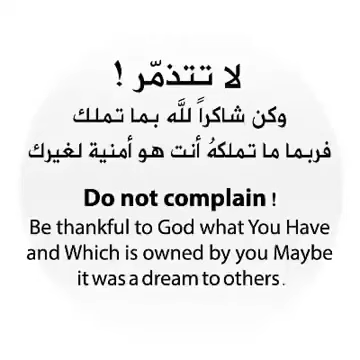 لا تتذمّر !
وكن شاكراً للَّه بما تملك
فربما ما تملكهُ أنت هو أمنية لغيرك
Do not complain !
Be thankful to God what You Have
and Which is owned by you Maybe
it was a dream to others .